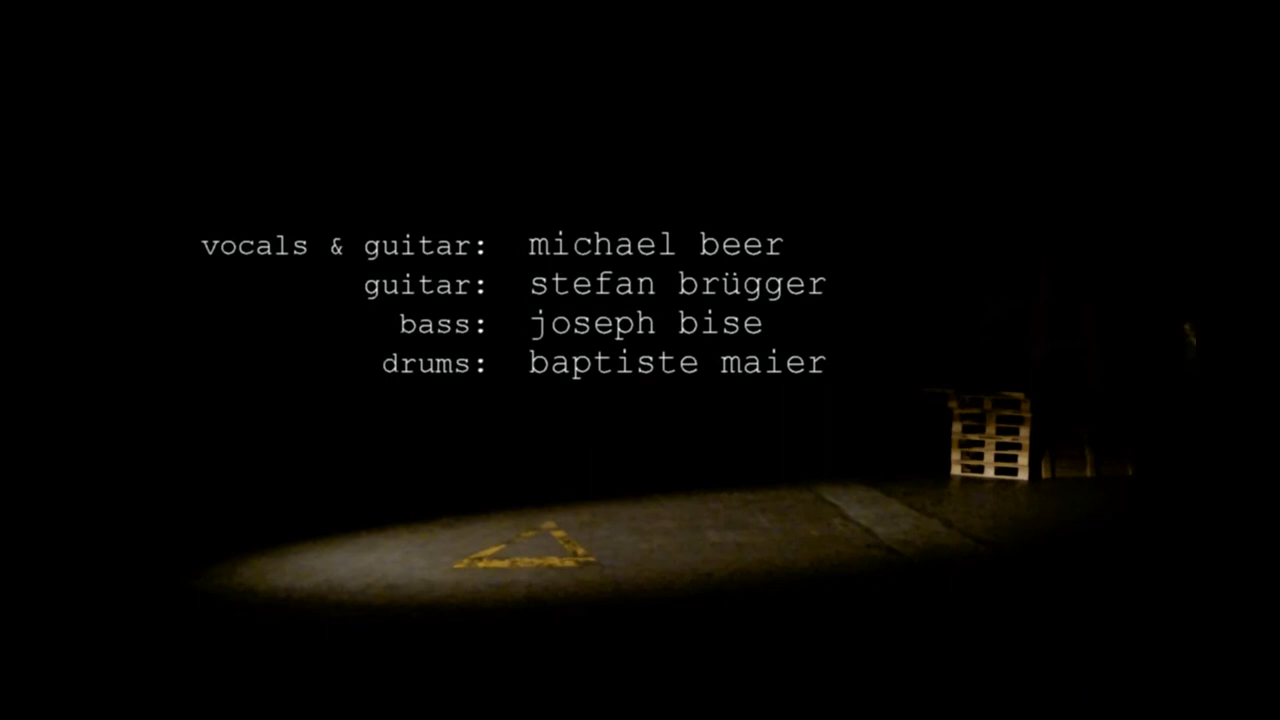 vocals & guitar: michael beer
guitar: stefan brügger
bass: joseph bise
drums: baptiste maier